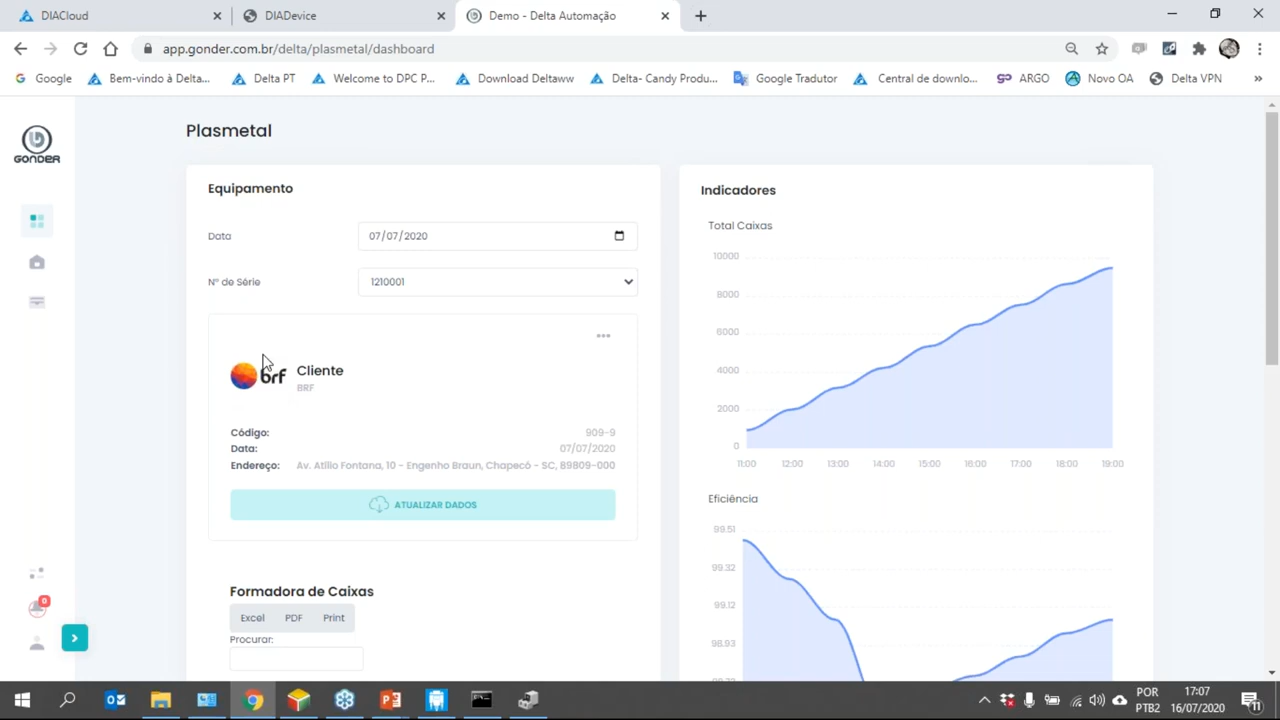 DIACloud
DIADevice
Demo - Delta Automação
app.gonder.com.br/delta/plasmetal/dashboard
Google
Bem-vindo à Delta...
Delta PT
Welcome to DPC P...
Download Deltaww
Delta- Candy Produ...
Google Tradutor
Central de downlo...
ARGO
Novo OA
Delta VPN
GONDER
Plasmetal
Equipamento
Data
07/07/2020
Nº de Série
1210001
brf
Cliente
BRF
Código: 909-9
Data: 07/07/2020
Endereço: Av. Atílio Fontana, 10 - Engenho Braun, Chapecó - SC, 89809-000
ATUALIZAR DADOS
Formadora de Caixas
Excel PDF Print
Procurar:
Indicadores
Total Caixas
10000
8000
6000
4000
2000
0
11:00 12:00 13:00 14:00 15:00 16:00 17:00 18:00 19:00
Eficiência
99.51
99.32
99.12
98.93
0
POR
PTB2
7:07
16/07/2020
11